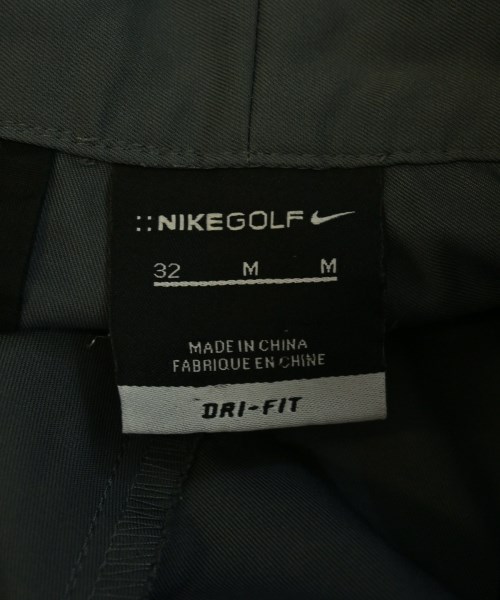 ::NIKEGOLF
32 M M
MADE IN CHINA
FABRIQUE EN CHINE
DRI-FIT